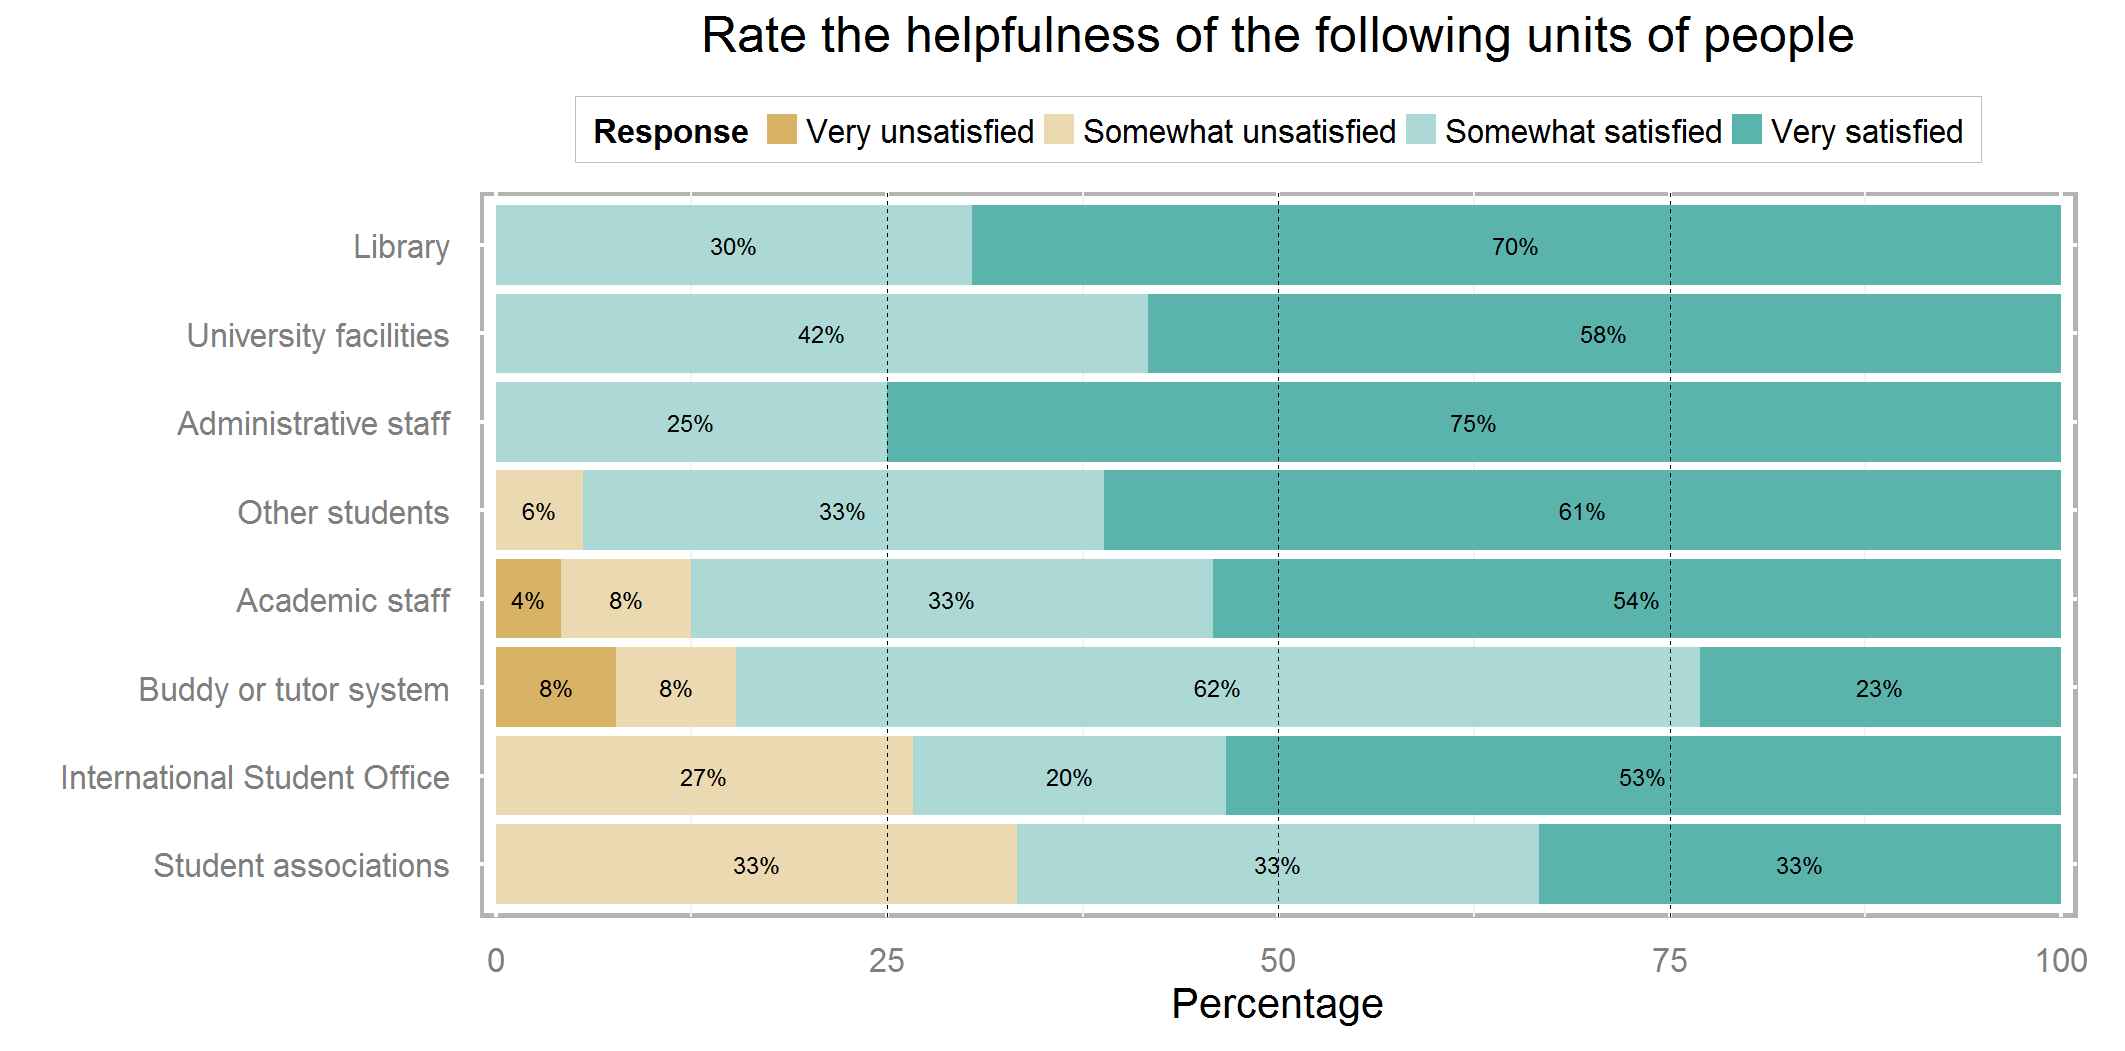 Rate the helpfulness of the following units of people
Response Very unsatisfied Somewhat unsatisfied Somewhat satisfied Very satisfied
Library 30% 70%
University facilities 42% 58%
Administrative staff 25% 75%
Other students 6% 33% 61%
Academic staff 4% 8% 33% 54%
Buddy or tutor system 8% 8% 62% 23%
International Student Office 27% 20% 53%
Student associations 33% 33% 33%
0 25 50 75 100
Percentage